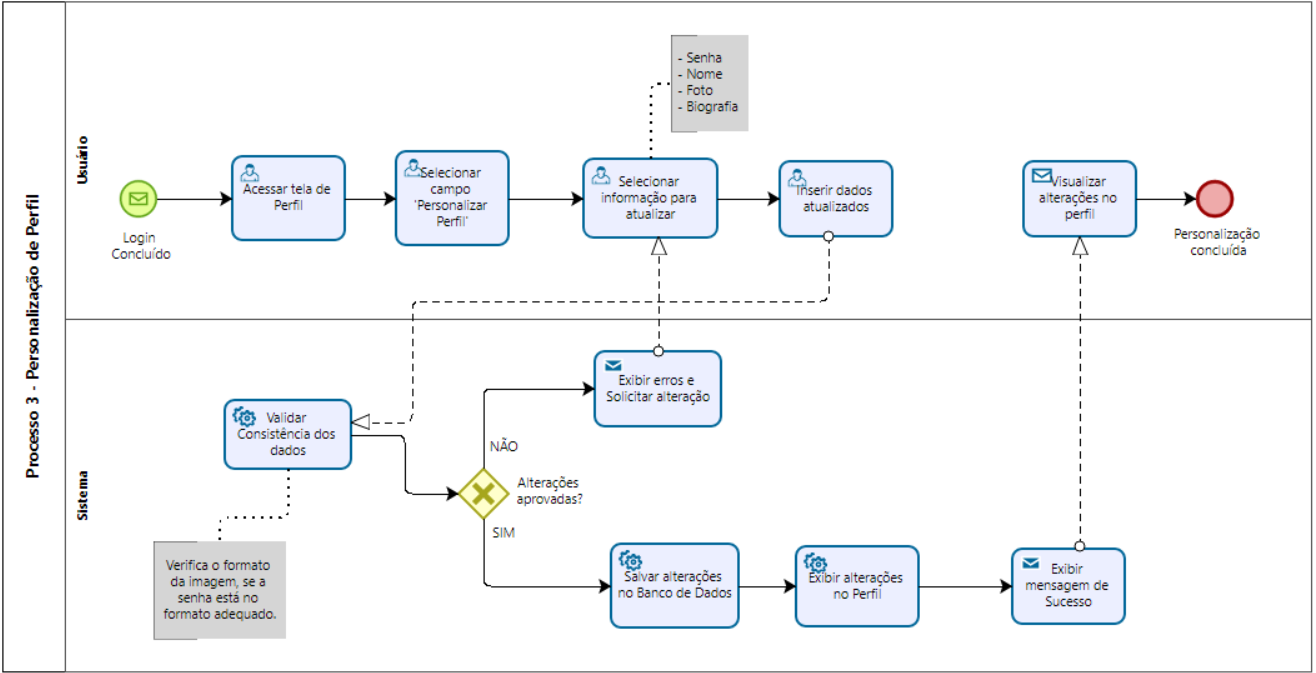 Processo 3 - Personalização de Perfil
Usuário
- Senha
- Nome
- Foto
- Biografia
Login
Concluído
Acessar tela de
Perfil
Selecionar
campo
'Personalizar
Perfil'
Selecionar
informação para
atualizar
Inserir dados
atualizados
Visualizar
alterações no
perfil
Personalização
concluída
Sistema
Validar
Consistência dos
dados
Verifica o formato
da imagem, se a
senha está no
formato adequado.
Alterações
aprovadas?
NÃO
Exibir erros e
Solicitar alteração
SIM
Salvar alterações
no Banco de Dados
Exibir alterações
no Perfil
Exibir
mensagem de
Sucesso